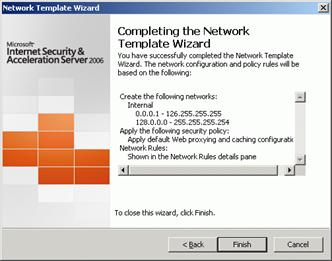 Network Template Wizard
Microsoft
Internet Security &
Acceleration Server 2006
Completing the Network
Template Wizard
You have successfully completed the Network Template
Wizard. The network configuration and policy rules will be
based on the following:
Create the following networks:
Internal
0.0.0.1 - 126.255.255.255
128.0.0.0 - 255.255.255.254
Apply the following security policy:
Apply default Web proxying and caching configuratio
Network Rules:
Shown in the Network Rules details pane
To close this wizard, click Finish.
< Back
Finish
Cancel